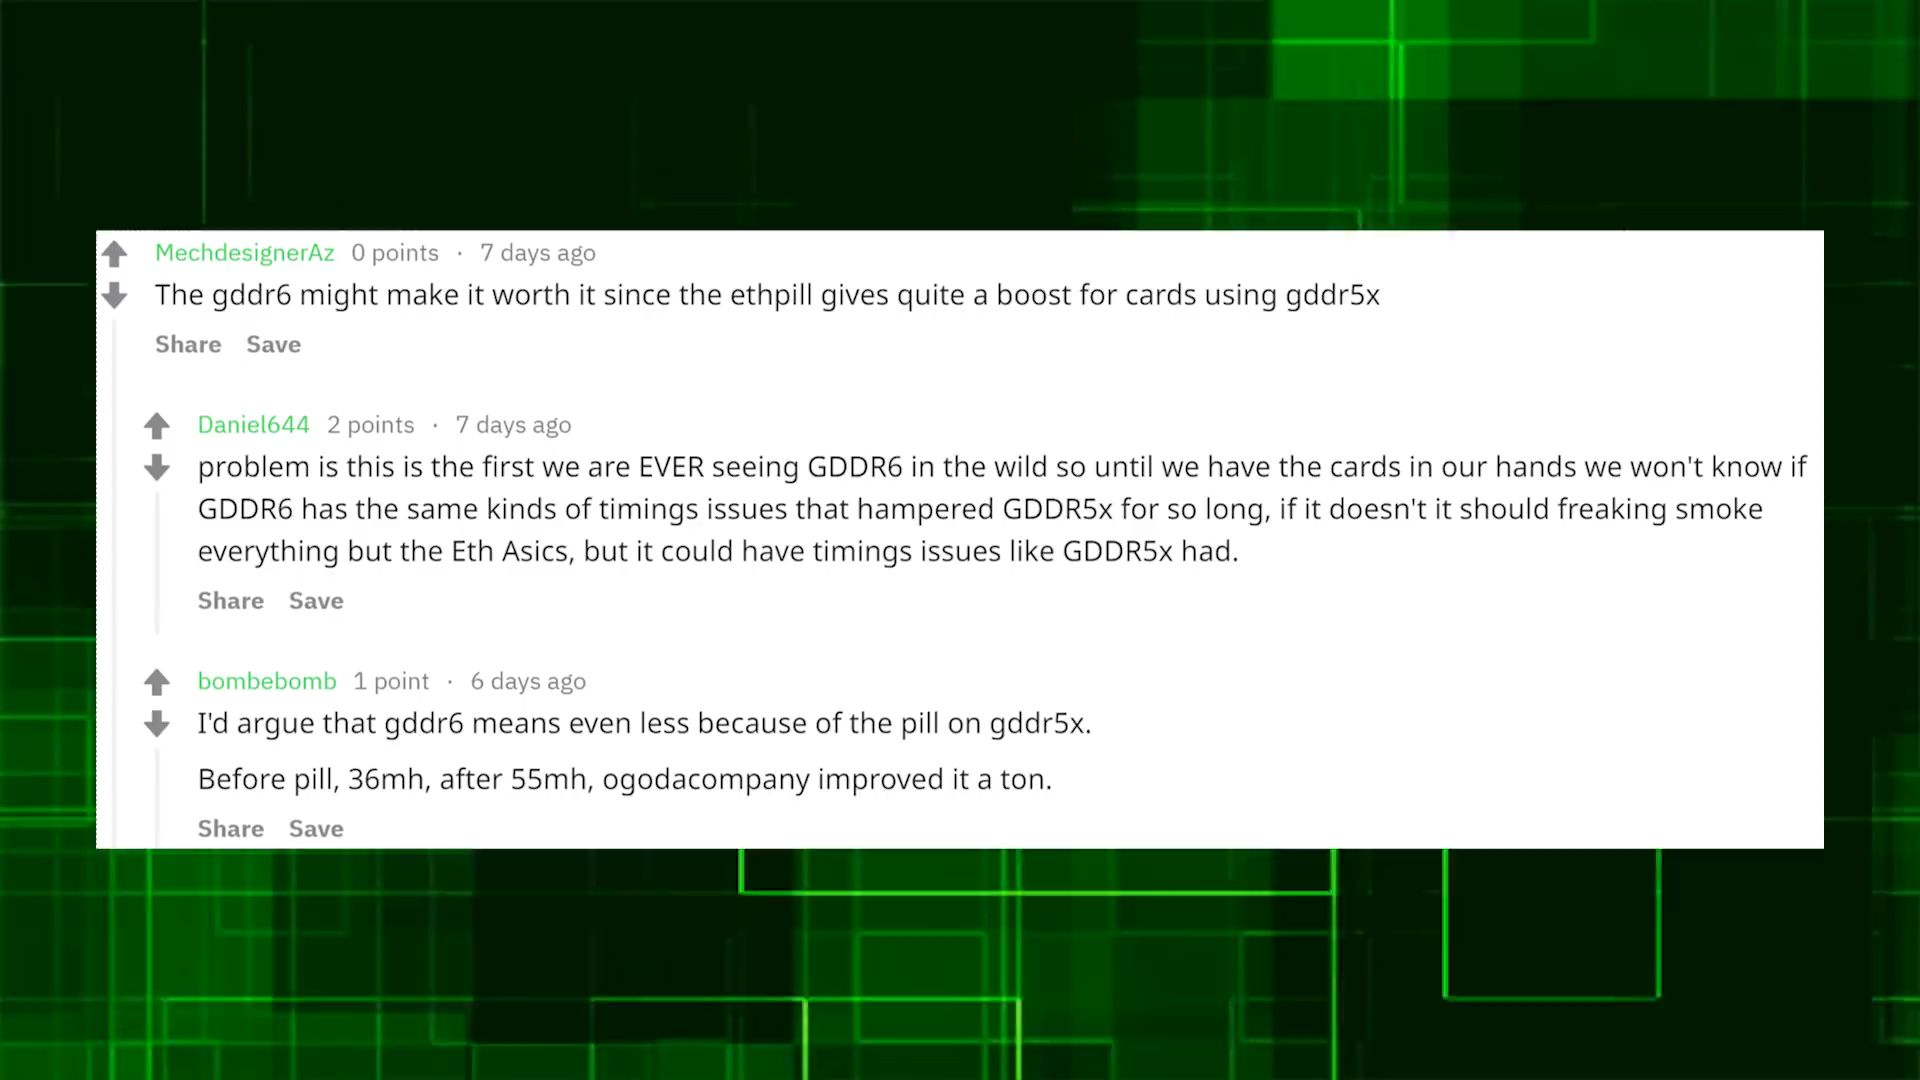 MechdesignerAz 0 points · 7 days ago
The gddr6 might make it worth it since the ethpill gives quite a boost for cards using gddr5x
Share Save
Daniel644 2 points · 7 days ago
problem is this is the first we are EVER seeing GDDR6 in the wild so until we have the cards in our hands we won't know if
GDDR6 has the same kinds of timings issues that hampered GDDR5x for so long, if it doesn't it should freaking smoke
everything but the Eth Asics, but it could have timings issues like GDDR5x had.
Share Save
bombebomb 1 point · 6 days ago
I'd argue that gddr6 means even less because of the pill on gddr5x.
Before pill, 36mh, after 55mh, ogodacompany improved it a ton.
Share Save